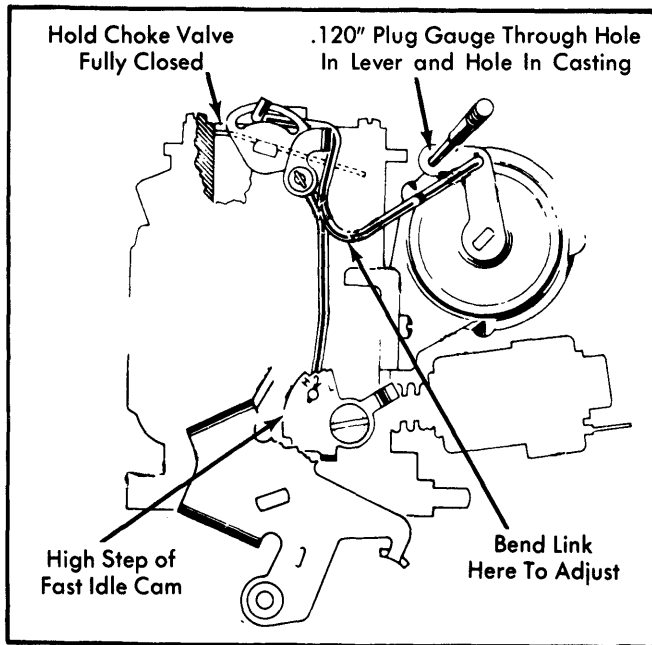 Hold Choke Valve
Fully Closed
.120" Plug Gauge Through Hole
In Lever and Hole In Casting
High Step of
Fast Idle Cam
Bend Link
Here To Adjust